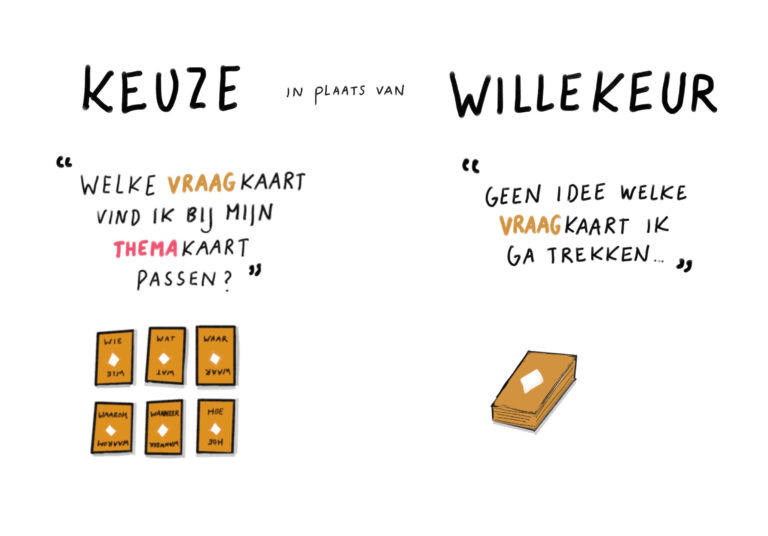 KEUZE IN PLAATS VAN WILLEKEUR
“ WELKE VRAAGKAART
VIND IK BIJ MIJN
THEMAKAART
PASSEN? ”
“ GEEN IDEE WELKE
VRAAGKAART IK
GA TREKKEN... ”
WIE WAT WAAR
WIE WAT WAAR
WAAROM WANNEER HOE
WAAROM WANNEER HOE